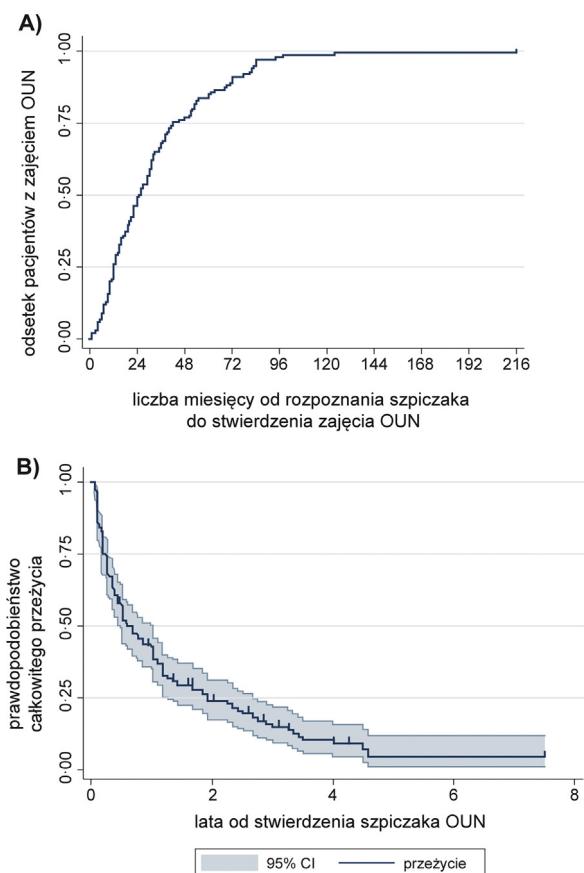 A)
odsetek pacjentów z zajęciem OUN
1·00
0·75
0·50
0·25
0·00
0 24 48 72 96 120 144 168 192 216
liczba miesięcy od rozpoznania szpiczaka
do stwierdzenia zajęcia OUN
B)
prawdopodobieństwo
całkowitego przeżycia
1·00
0·75
0·50
0·25
0·00
0 2 4 6 8
lata od stwierdzenia szpiczaka OUN
95% CI przeżycie